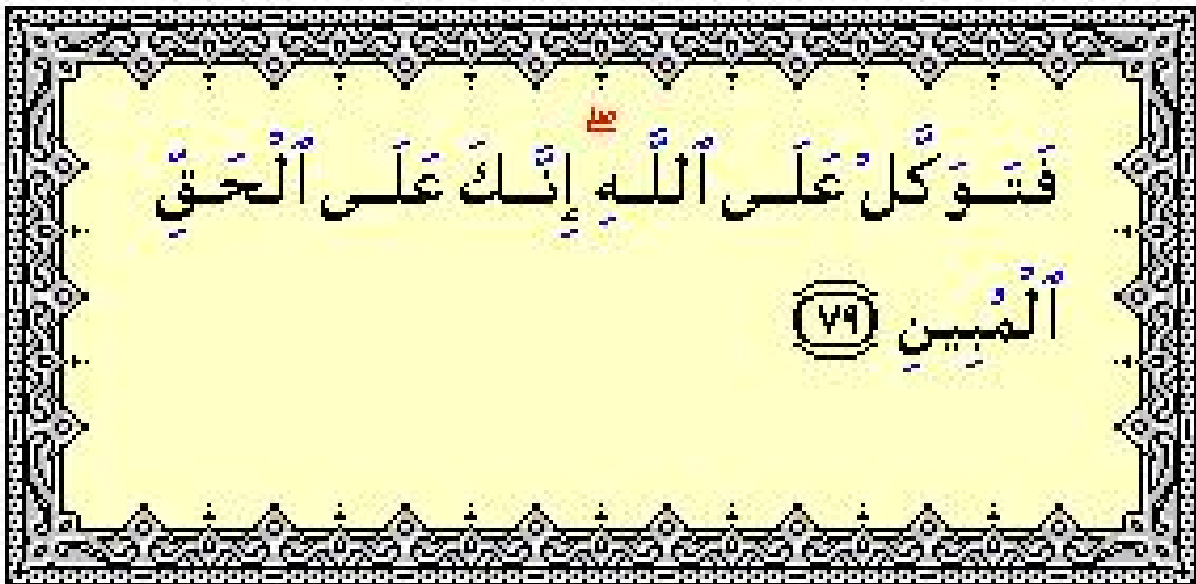 فَتَوَكَّلْ عَلَى ٱللَّهِ ۖ إِنَّكَ عَلَى ٱلْحَقِّ
ٱلْمُبِينِ ٧٩